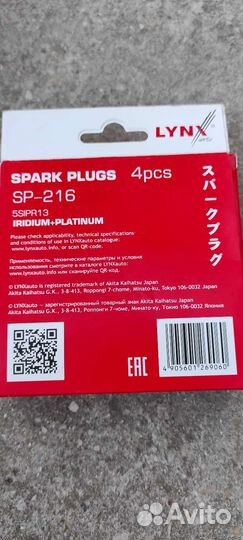 LYNX
auto
SPARK PLUGS 4pcs
SP-216
5SIPR13
IRIDIUM+PLATINUM
スパークプラグ
Please check applicability, technical specifications
and conditions of use in LYNXauto catalogue:
www.lynxauto.info, or scan QR-code.
Применяемость, технические параметры и условия
использования смотрите в каталоге LYNXauto:
www.lynxauto.info или сканируйте QR-код.
© LYNXauto is registered trademark of Akita Kaihatsu Japan
Akita Kaihatsu G.K., 3-8-413, Roppongi 7-chome, Minato-ku, Tokyo 106-0032 Japan
© LYNXauto — зарегистрированный товарный знак Akita Kaihatsu Japan
Akita Kaihatsu G.K., 3-8-413, Роппонги 7-chome, Минато-ку, Токио 106-0032 Япония
EAC
4 905601 269060
Avito